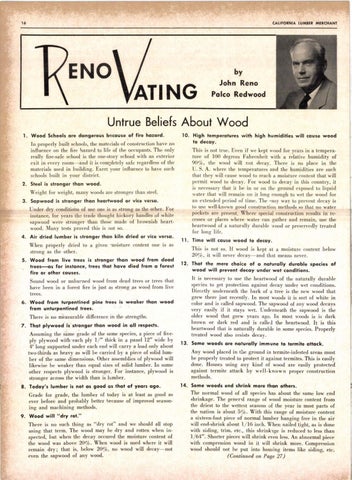 14
CALIFORNIA LUMBER MERCHANT
RENO VATING
by
John Reno
Palco Redwood
Untrue Beliefs About Wood
1. Wood Schools are dangerous because of fire hazard.
In properly built schools, the materials of construction have no
influence on the fire hazard to life of the occupants. The only
really fire-safe school is the one-story school with an exterior
exit in every room—and it is completely safe regardless of the
materials used in building. Exert your influence to have such
schools built in your district.
2. Steel is stronger than wood.
Weight for weight, many woods are stronger than steel.
3. Sapwood is stronger than heartwood or vice versa.
Under dry conditions of use one is as strong as the other. For
instance, for years the trade thought hickory handles of white
sapwood were stronger than those made of brownish heart-
wood. Many tests proved this is not so.
4. Air dried lumber is stronger than kiln dried or vice versa.
When properly dried to a given moisture content one is as
strong as the other.
5. Wood from live trees is stronger than wood from dead
trees—as for instance, trees that have died from a forest
fire or other causes.
Sound wood or unburned wood from dead trees or trees that
have been in a forest fire is just as strong as wood from live
trees.
6. Wood from turpentined pine trees is weaker than wood
from unturpentined trees.
There is no measurable difference in the strengths.
7. That plywood is stronger than wood in all respects.
Assuming the same grade of the same species, a piece of five-
ply plywood with each ply
thick in a panel 12" wide by
4' long supported under each end will carry a load only about
two-thirds as heavy as will be carried by a piece of solid lum-
ber of the same dimensions. Other assemblies of plywood will
likewise be weaker than equal sizes of solid lumber. In some
other respects plywood is stronger. For instance, plywood is
stronger across the width than is lumber.
8. Today's lumber is not as good as that of years ago.
Grade for grade, the lumber of today is at least as good as
ever before and probably better because of improved season-
ing and machining methods.
9. Wood will "dry rot."
There is no such thing as "dry rot" and we should all stop
using that term. The wood may be dry and rotten when in-
spected, but when the decay occured the moisture content of
the wood was above 20%. When wood is used where it will
remain dry; that is, below 20%, no wood will decay—not
even the sapwood of any wood.
10. High temperatures with high humidities will cause wood
to decay.
This is not true. Even if we kept wood for years in a tempera-
ture of 100 degrees Fahrenheit with a relative humidity of
90%, the wood will not decay. There is no place in the
U.S.A. where the temperatures and the humidities are such
that they will cause wood to reach a moisture content that will
permit wood to decay. For wood to decay in this country, it
is necessary that it be in or on the ground exposed to liquid
water that will remain on it long enough to wet the wood for
an extended period of time. The easy way to prevent decay is
to use well-known good construction methods so that no water
pockets are present. Where special construction results in re-
cesses or places where water can gather and remain, use the
heartwood of a naturally durable wood or preservedly treated
for long life.
11. Time will cause wood to decay.
This is not so. If wood is kept at a moisture content below
20%, it will never decay—and that means never.
12. That the mere choice of a naturally durable species of
wood will prevent decay under wet conditions.
It is necessary to use the heartwood of the naturally durable
species to get protection against decay under wet conditions.
Directly underneath the bark of a tree is the new wood that
grew there just recently. In most woods it is sort of white in
color and is called sapwood. The sapwood of any wood decays
very easily if it stays wet. Underneath the sapwood is the
older wood that grew years ago. In most woods it is dark
brown or dark red and is called the heartwood. It is this
heartwood that is naturally durable in some species. Properly
treated wood also resists decay.
13. Some woods are naturally immune to termite attack.
Any wood placed in the ground in termite-infested areas must
be properly treated to protect it against termites. This is easily
done. Houses using any kind of wood are easily protected
against termite attack by well-known proper construction
methods.
14. Some woods end shrink more than others.
The normal wood of all species has about the same low end
shrinkage. The general range of wood moisture content from
the driest to the wettest seasons of the year in most parts of
the nation is about 5%. With this range of moisture content
a sixteen-foot piece of normal lumber hanging free in the air
will end-shrink about 1/16 inch. When nailed tight, as is done
with siding, trim, etc., this shrinkage is reduced to less than
1/64". Shorter pieces will shrink even less. An abnormal piece
with compression wood in it will shrink more. Compression
wood should not be put into housing items like siding, etc.
(Continued on Page 27)